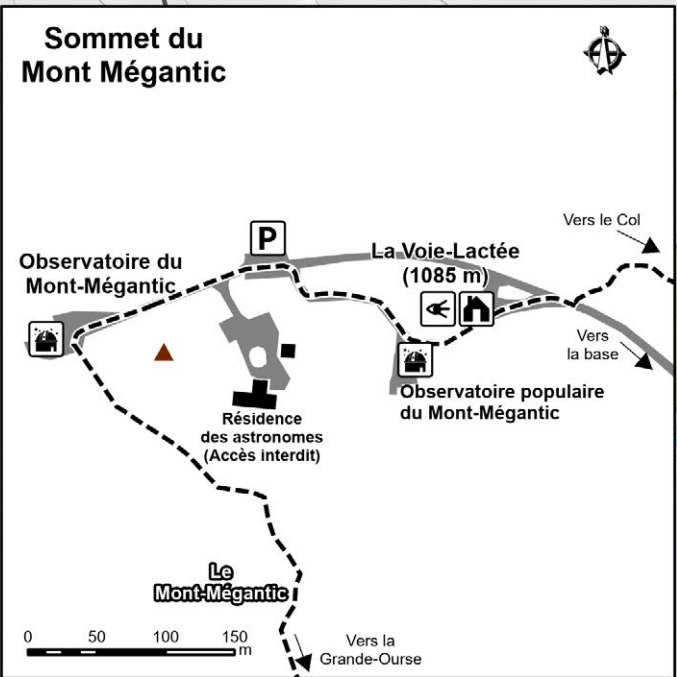 Sommet du
Mont Mégantic
Vers le Col
P
La Voie-Lactée
(1085 m)
Observatoire du
Mont-Mégantic
Vers
la base
Observatoire populaire
du Mont-Mégantic
Résidence
des astronomes
(Accès interdit)
Le
Mont-Mégantic
0 50 100 150
m
Vers la
Grande-Ourse